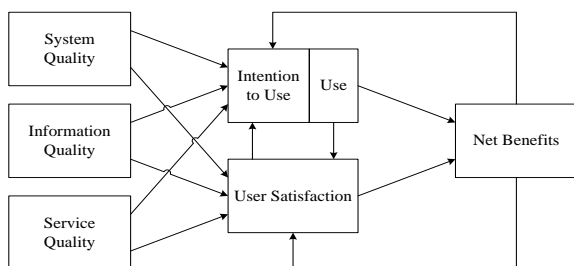 System
Quality
Intention
to Use
Use
Information
Quality
Net Benefits
User Satisfaction
Service
Quality